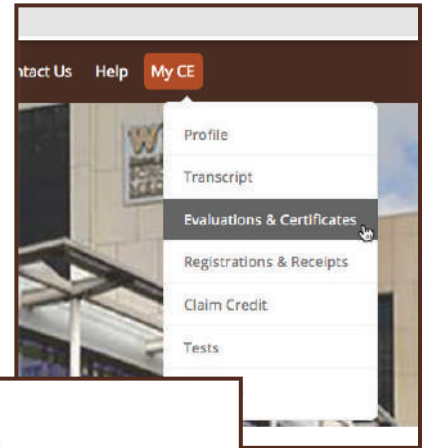 ntact Us Help My CE
W
Profile
Transcript
Evaluations & Certificates
Registrations & Receipts
Claim Credit
Tests